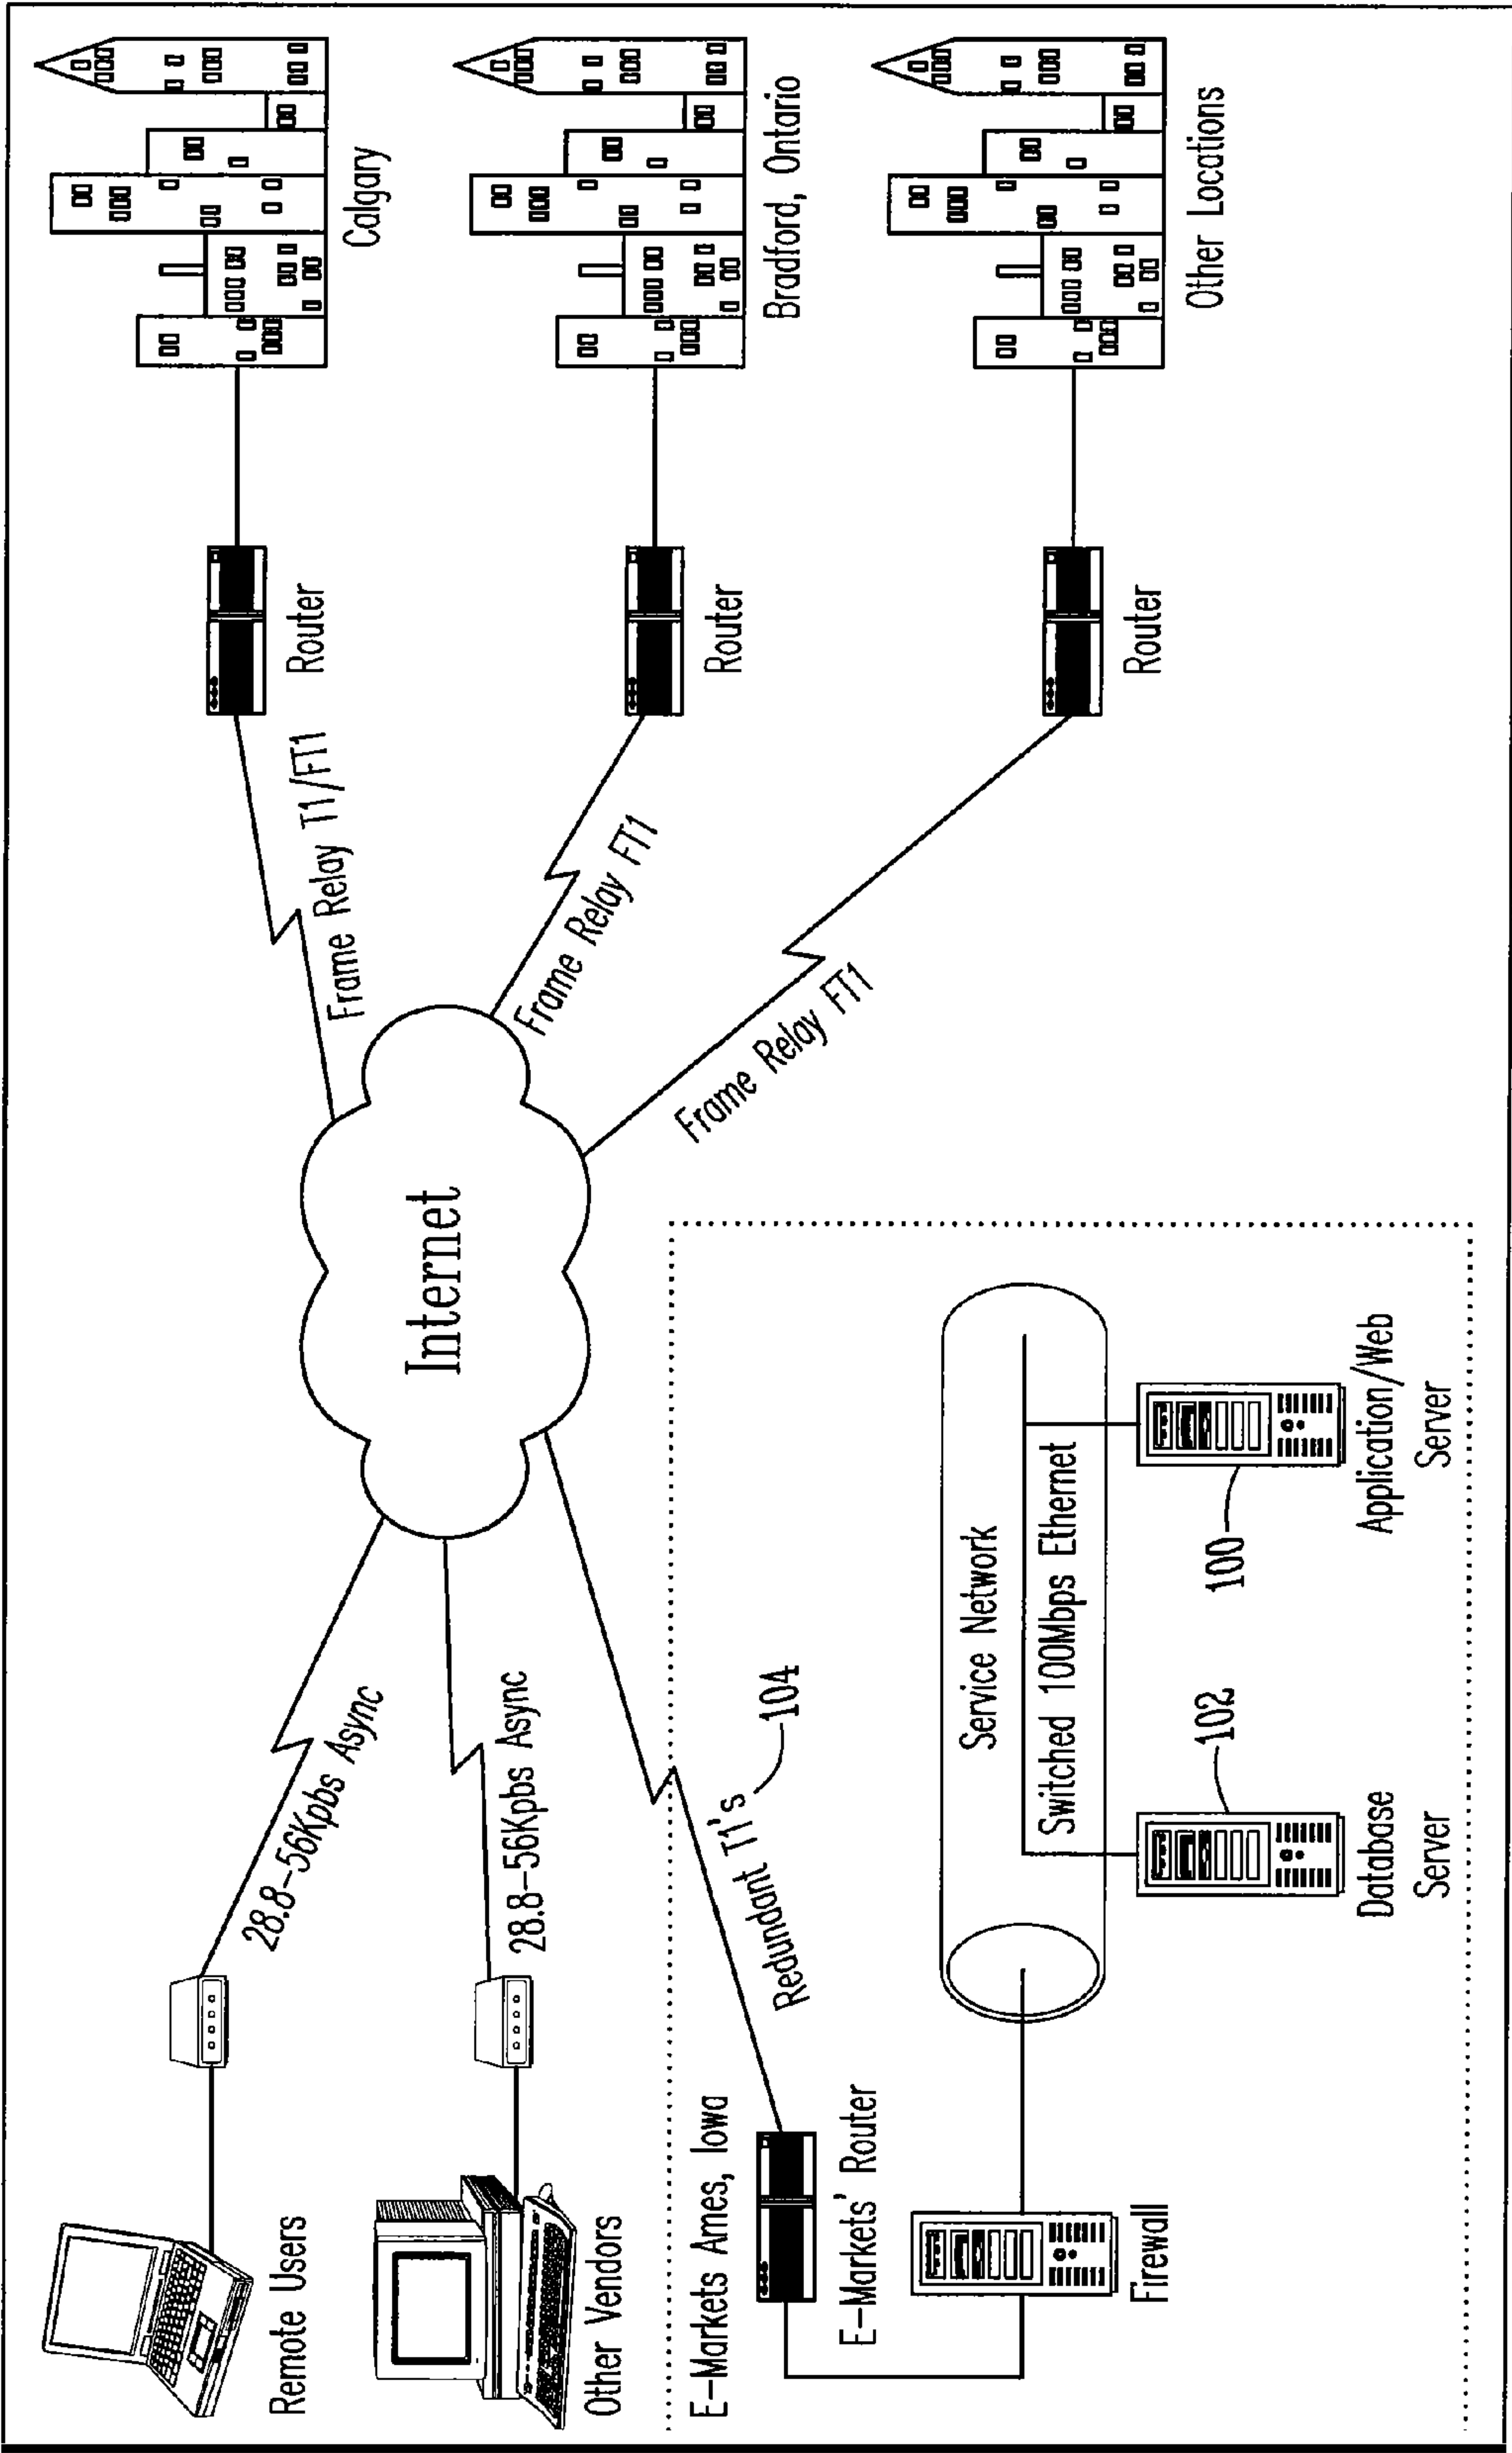 Remote Users
28.8-56Kpbs Async
Other Vendors
28.8-56Kpbs Async
Internet
Frame Relay T1/FT1
Router
Calgary
Frame Relay FT1
Router
Bradford, Ontario
Frame Relay FT1
Router
Other Locations
E-Markets Ames, Iowa
Redundant T1's
104
E-Markets' Router
Firewall
Service Network
Switched 100Mbps Ethernet
102
Database
Server
100
Application/Web
Server